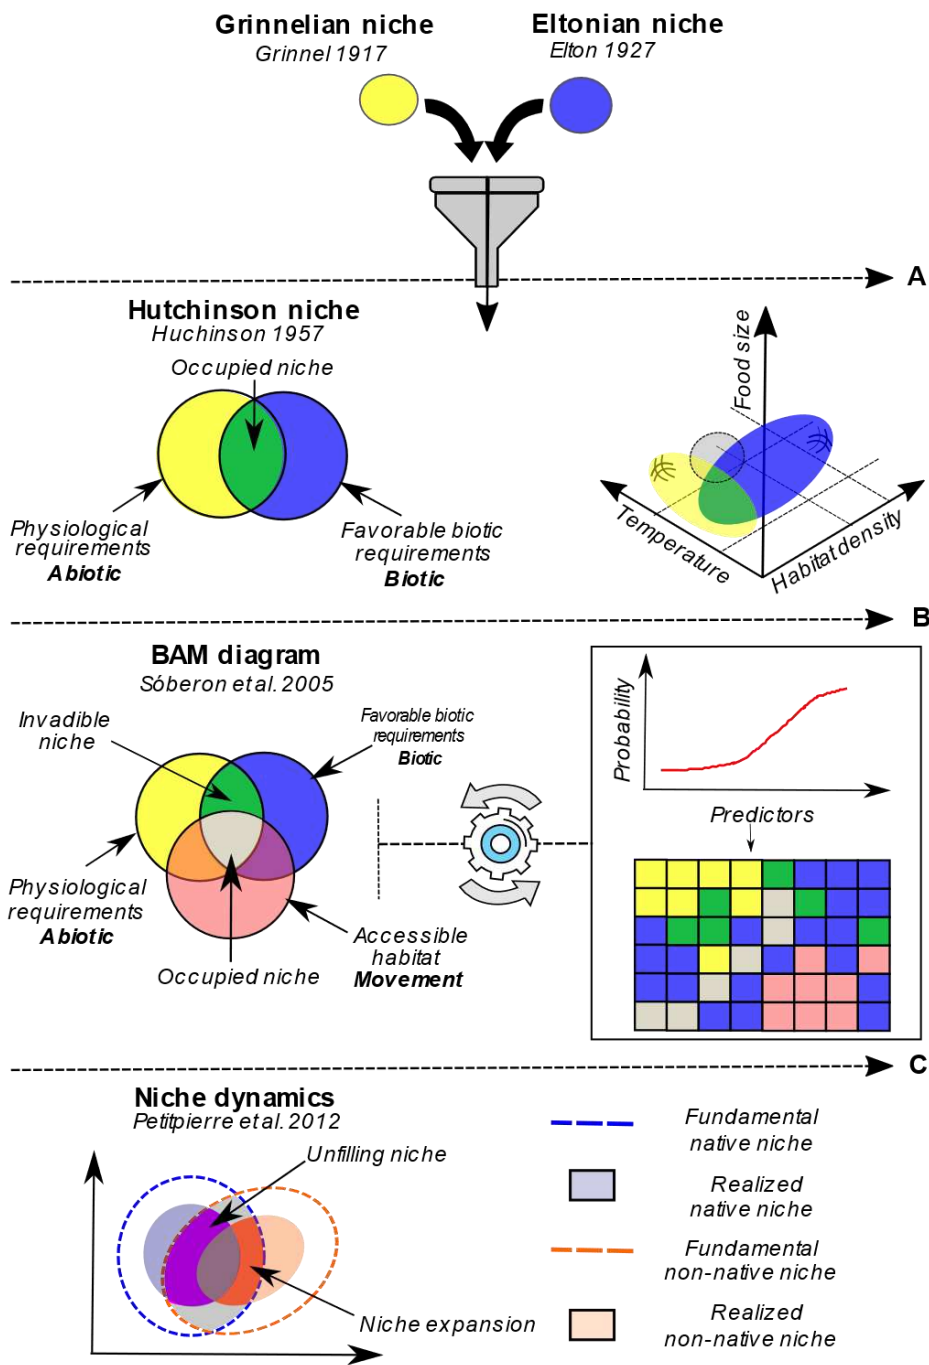 Grinnelian niche
Grinnel 1917
Eltonian niche
Elton 1927
A
Hutchinson niche
Huchinson 1957
Occupied niche
Physiological
requirements
Abiotic
Favorable biotic
requirements
Biotic
Food size
Temperature
Habitat density
B
BAM diagram
Sóberon et al. 2005
Invadible
niche
Favorable biotic
requirements
Biotic
Physiological
requirements
Abiotic
Occupied niche
Accessible
habitat
Movement
Probability
Predictors
C
Niche dynamics
Petitpierre et al. 2012
Unfilling niche
Niche expansion
Fundamental
native niche
Realized
native niche
Fundamental
non-native niche
Realized
non-native niche